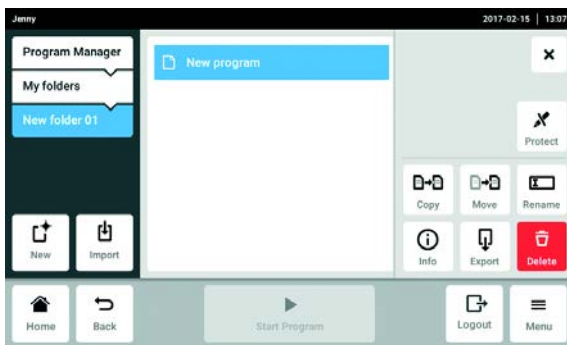 Jenny
2017-02-15 | 13:07
Program Manager
My folders
New folder 01
New program
Protect
Copy
Move
Rename
New
Import
Info
Export
Delete
Home
Back
Start Program
Logout
Menu